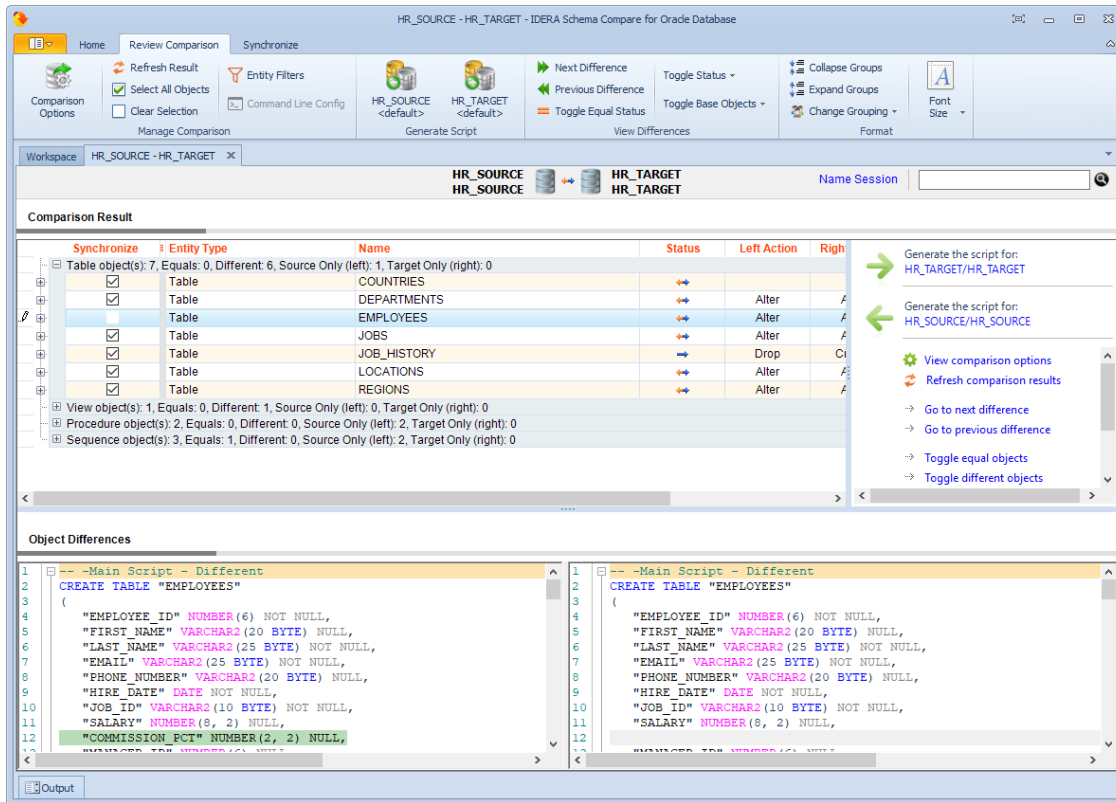 HR_SOURCE - HR_TARGET - IDERA Schema Compare for Oracle Database
Home Review Comparison Synchronize
Comparison Options
Refresh Result
Select All Objects
Clear Selection
Entity Filters
Command Line Config
Manage Comparison
HR_SOURCE <default>
HR_TARGET <default>
Generate Script
Next Difference
Previous Difference
Toggle Equal Status
Toggle Status
Toggle Base Objects
View Differences
Collapse Groups
Expand Groups
Change Grouping
A
Font Size
Format
Workspace HR_SOURCE - HR_TARGET
HR_SOURCE HR_TARGET
HR_SOURCE HR_TARGET
Name Session
Comparison Result
Synchronize Entity Type Name Status Left Action Righ
Table object(s): 7, Equals: 0, Different: 6, Source Only (left): 1, Target Only (right): 0
Table COUNTRIES
Table DEPARTMENTS Alter A
Table EMPLOYEES Alter A
Table JOBS Alter A
Table JOB_HISTORY Drop Cr
Table LOCATIONS Alter A
Table REGIONS Alter A
View object(s): 1, Equals: 0, Different: 1, Source Only (left): 0, Target Only (right): 0
Procedure object(s): 2, Equals: 0, Different: 0, Source Only (left): 2, Target Only (right): 0
Sequence object(s): 3, Equals: 1, Different: 0, Source Only (left): 2, Target Only (right): 0
Generate the script for:
HR_TARGET/HR_TARGET
Generate the script for:
HR_SOURCE/HR_SOURCE
View comparison options
Refresh comparison results
Go to next difference
Go to previous difference
Toggle equal objects
Toggle different objects
Object Differences
1 -- -Main Script - Different
2 CREATE TABLE "EMPLOYEES"
3 (
4 "EMPLOYEE_ID" NUMBER(6) NOT NULL,
5 "FIRST_NAME" VARCHAR2(20 BYTE) NULL,
6 "LAST_NAME" VARCHAR2(25 BYTE) NOT NULL,
7 "EMAIL" VARCHAR2(25 BYTE) NOT NULL,
8 "PHONE_NUMBER" VARCHAR2(20 BYTE) NULL,
9 "HIRE_DATE" DATE NOT NULL,
10 "JOB_ID" VARCHAR2(10 BYTE) NOT NULL,
11 "SALARY" NUMBER(8, 2) NULL,
12 "COMMISSION_PCT" NUMBER(2, 2) NULL,
13 "MANAGER_ID" NUMBER(6) NULL,
1 -- -Main Script - Different
2 CREATE TABLE "EMPLOYEES"
3 (
4 "EMPLOYEE_ID" NUMBER(6) NOT NULL,
5 "FIRST_NAME" VARCHAR2(20 BYTE) NULL,
6 "LAST_NAME" VARCHAR2(25 BYTE) NOT NULL,
7 "EMAIL" VARCHAR2(25 BYTE) NOT NULL,
8 "PHONE_NUMBER" VARCHAR2(20 BYTE) NULL,
9 "HIRE_DATE" DATE NOT NULL,
10 "JOB_ID" VARCHAR2(10 BYTE) NOT NULL,
11 "SALARY" NUMBER(8, 2) NULL,
12
13 "MANAGER_ID" NUMBER(6) NULL
Output